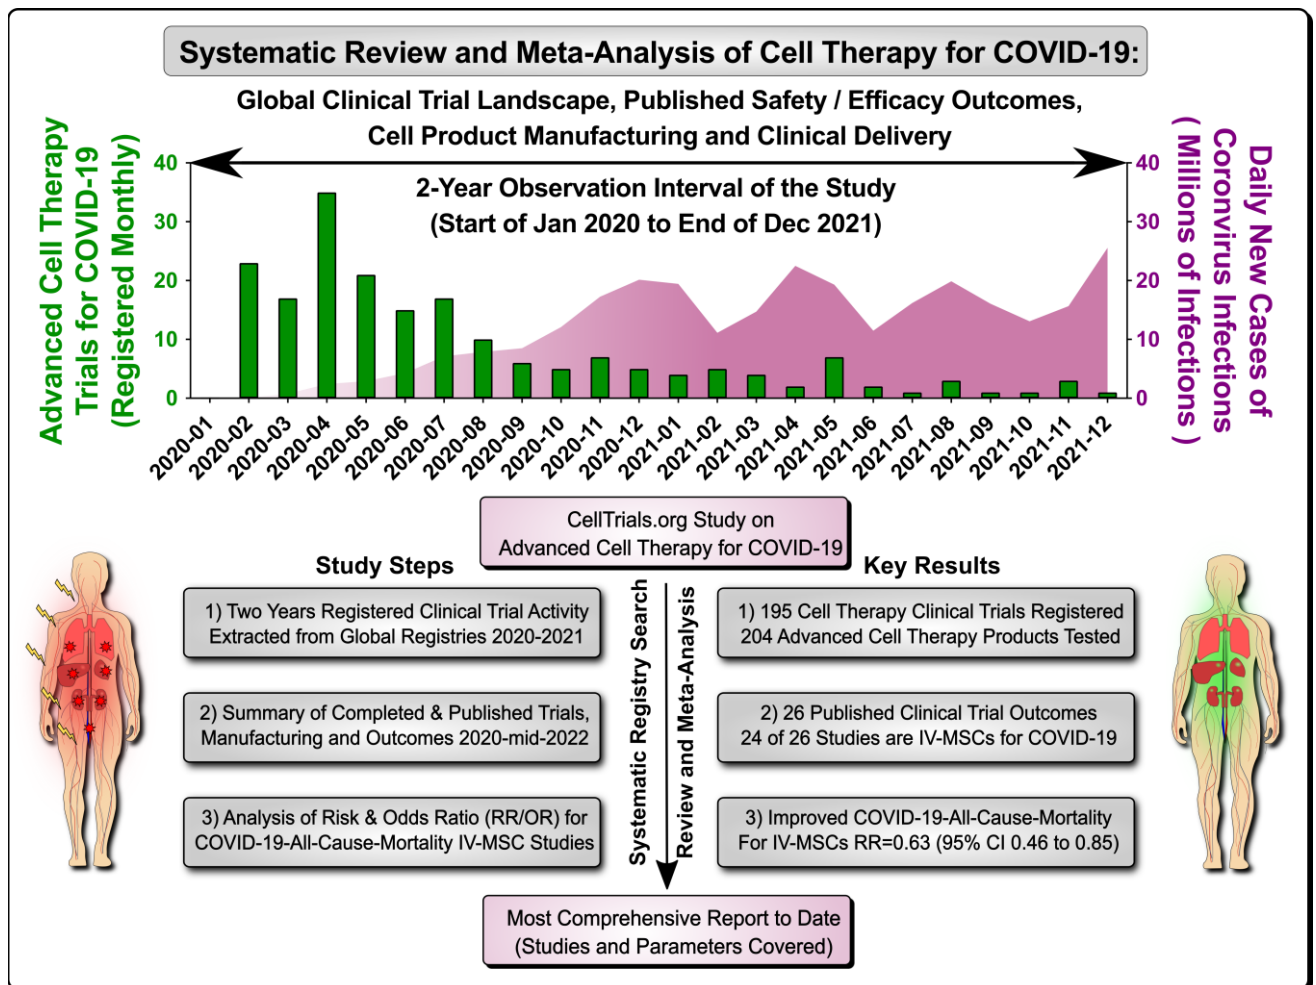 Systematic Review and Meta-Analysis of Cell Therapy for COVID-19:
Global Clinical Trial Landscape, Published Safety / Efficacy Outcomes,
Cell Product Manufacturing and Clinical Delivery
2-Year Observation Interval of the Study
(Start of Jan 2020 to End of Dec 2021)
Advanced Cell Therapy
Trials for COVID-19
(Registered Monthly)
40
30
20
10
0
40
30
20
10
0
Daily New Cases of
Coronvirus Infections
( Millions of Infections )
2020-01
2020-02
2020-03
2020-04
2020-05
2020-06
2020-07
2020-08
2020-09
2020-10
2020-11
2020-12
2021-01
2021-02
2021-03
2021-04
2021-05
2021-06
2021-07
2021-08
2021-09
2021-10
2021-11
2021-12
CellTrials.org Study on
Advanced Cell Therapy for COVID-19
Study Steps
1) Two Years Registered Clinical Trial Activity
Extracted from Global Registries 2020-2021
2) Summary of Completed & Published Trials,
Manufacturing and Outcomes 2020-mid-2022
3) Analysis of Risk & Odds Ratio (RR/OR) for
COVID-19-All-Cause-Mortality IV-MSC Studies
Systematic Registry Search
Review and Meta-Analysis
Key Results
1) 195 Cell Therapy Clinical Trials Registered
204 Advanced Cell Therapy Products Tested
2) 26 Published Clinical Trial Outcomes
24 of 26 Studies are IV-MSCs for COVID-19
3) Improved COVID-19-All-Cause-Mortality
For IV-MSCs RR=0.63 (95% CI 0.46 to 0.85)
Most Comprehensive Report to Date
(Studies and Parameters Covered)